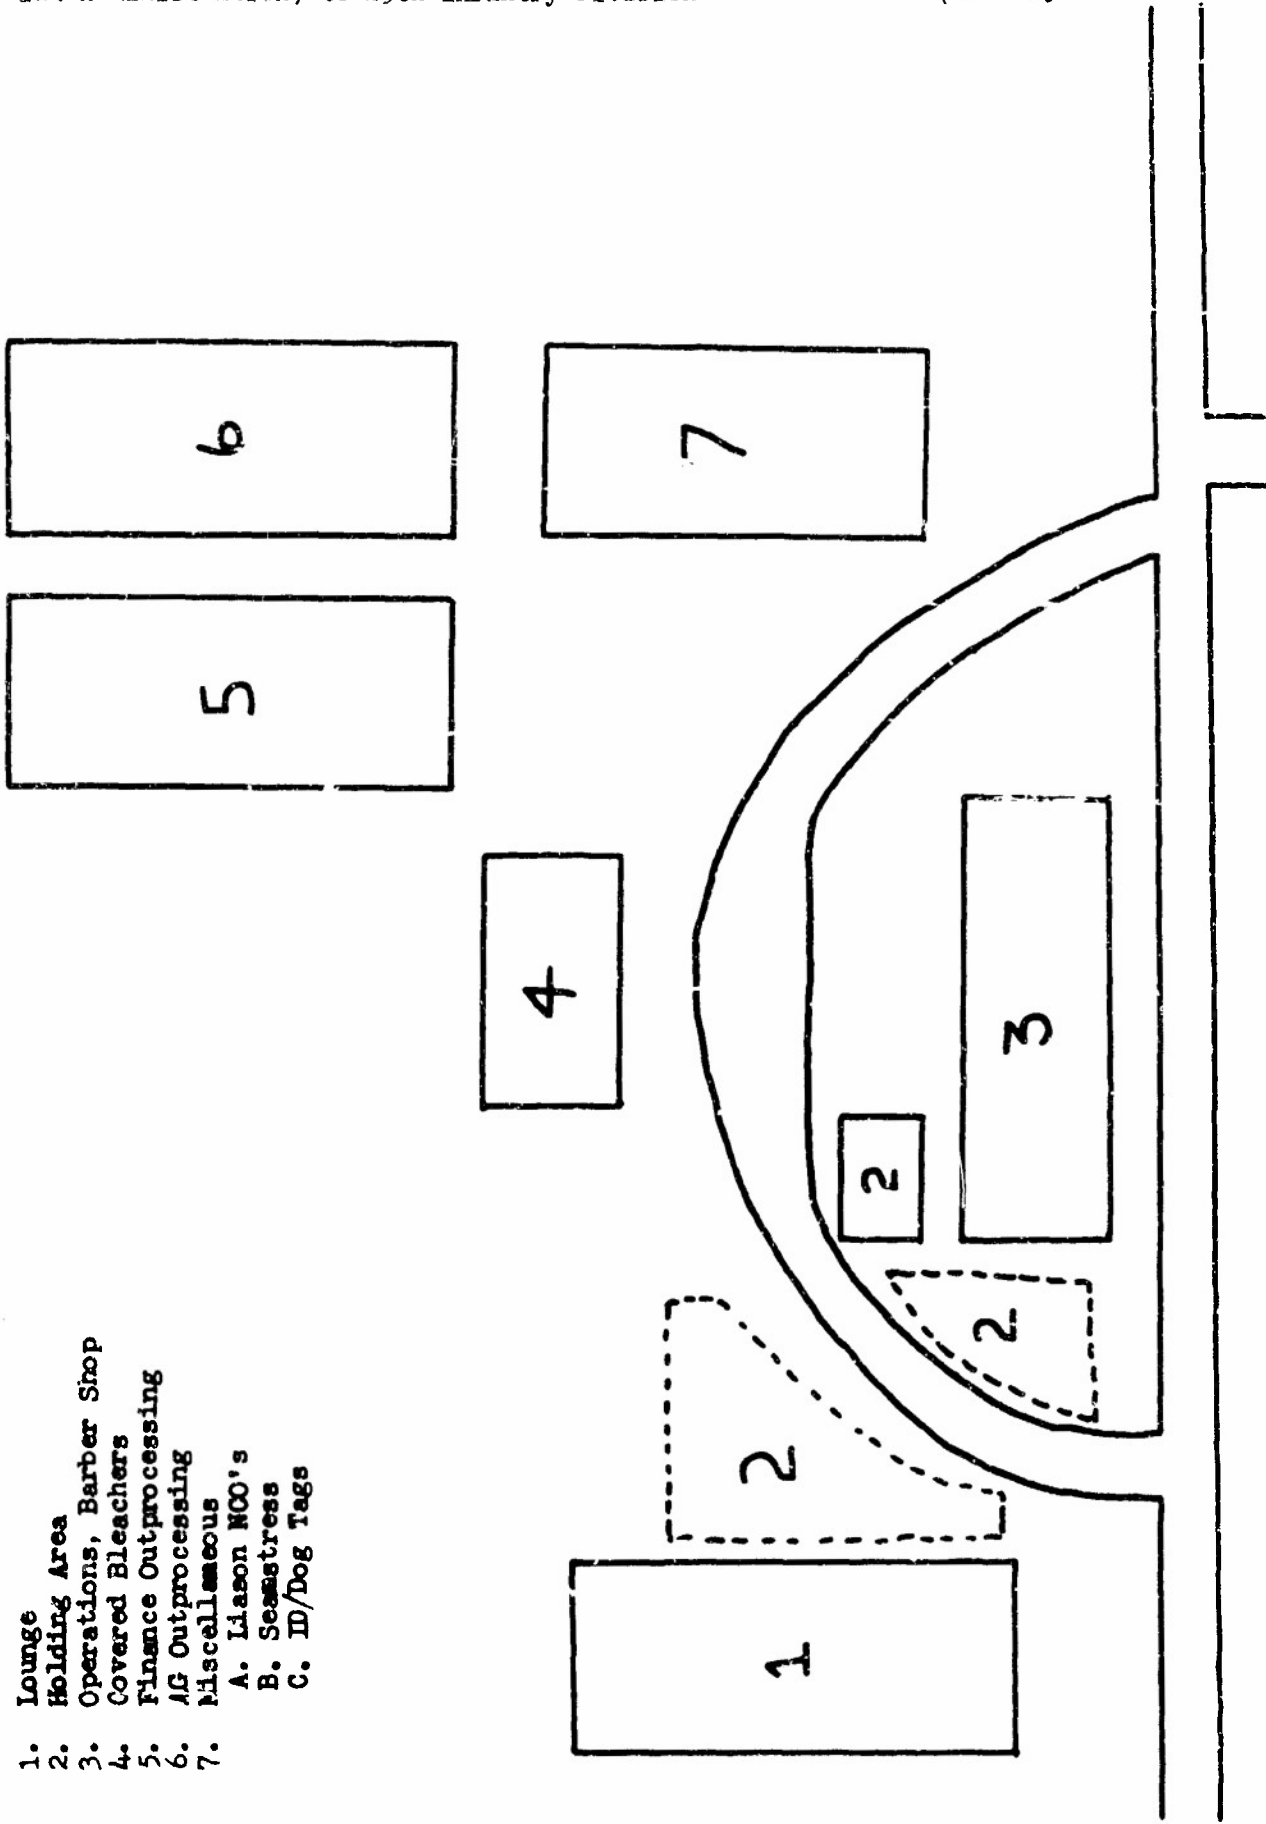 1. Lounge
2. Holding Area
3. Operations, Barber Shop
4. Covered Bleachers
5. Finance Outprocessing
6. AG Outprocessing
7. Miscellaneous
A. Liason NCO's
B. Seamstress
C. ID/Dog Tags
6
7
5
4
3
2
2
2
1